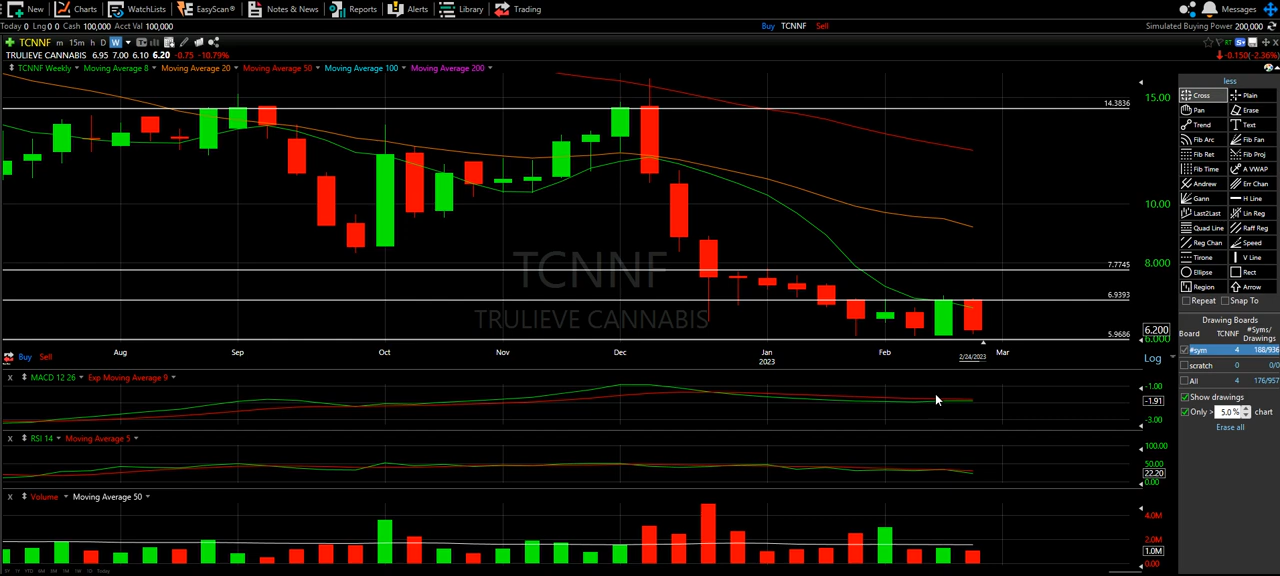 New Charts WatchLists EasyScan® Notes & News Reports Alerts Library Trading Messages
Today 0 Lng 0 0 Cash 100,000 Acct Val 100,000 Buy TCNNF Sell Simulated Buying Power 200,000
TCNNF m 15m h D W
TRULIEVE CANNABIS 6.95 7.00 6.10 6.20 -0.75 -10.79% -0.150(-2.36%)
TCNNF Weekly Moving Average 8 Moving Average 20 Moving Average 50 Moving Average 100 Moving Average 200
less
Cross Plain
Pan Erase
Trend Text
Fib Arc Fib Fan
Fib Ret Fib Proj
Fib Time A VWAP
Andrew Err Chan
Gann H Line
Last2Last Lin Reg
Quad Line Raff Reg
Reg Chan Speed
Tirone V Line
Ellipse Rect
Region Arrow
Repeat Snap To
Drawing Boards
Board TCNNF #Syms/
Drawings
#sym 4 188/936
scratch 0 0/0
All 4 176/957
Show drawings
Only > 5.0 % chart
Erase all
14.3836 15.00
10.00
8.000
7.7745
6.9393
5.9686
6.200
6.000
TCNNF
TRULIEVE CANNABIS
Buy Sell Aug Sep Oct Nov Dec Jan Feb Mar
2023 2/24/2023
Log
MACD 12 26 Exp Moving Average 9
-1.00
-1.91
-3.00
RSI 14 Moving Average 5
100.00
50.00
22.20
0.00
Volume Moving Average 50
4.0M
2.0M
1.0M
0.00